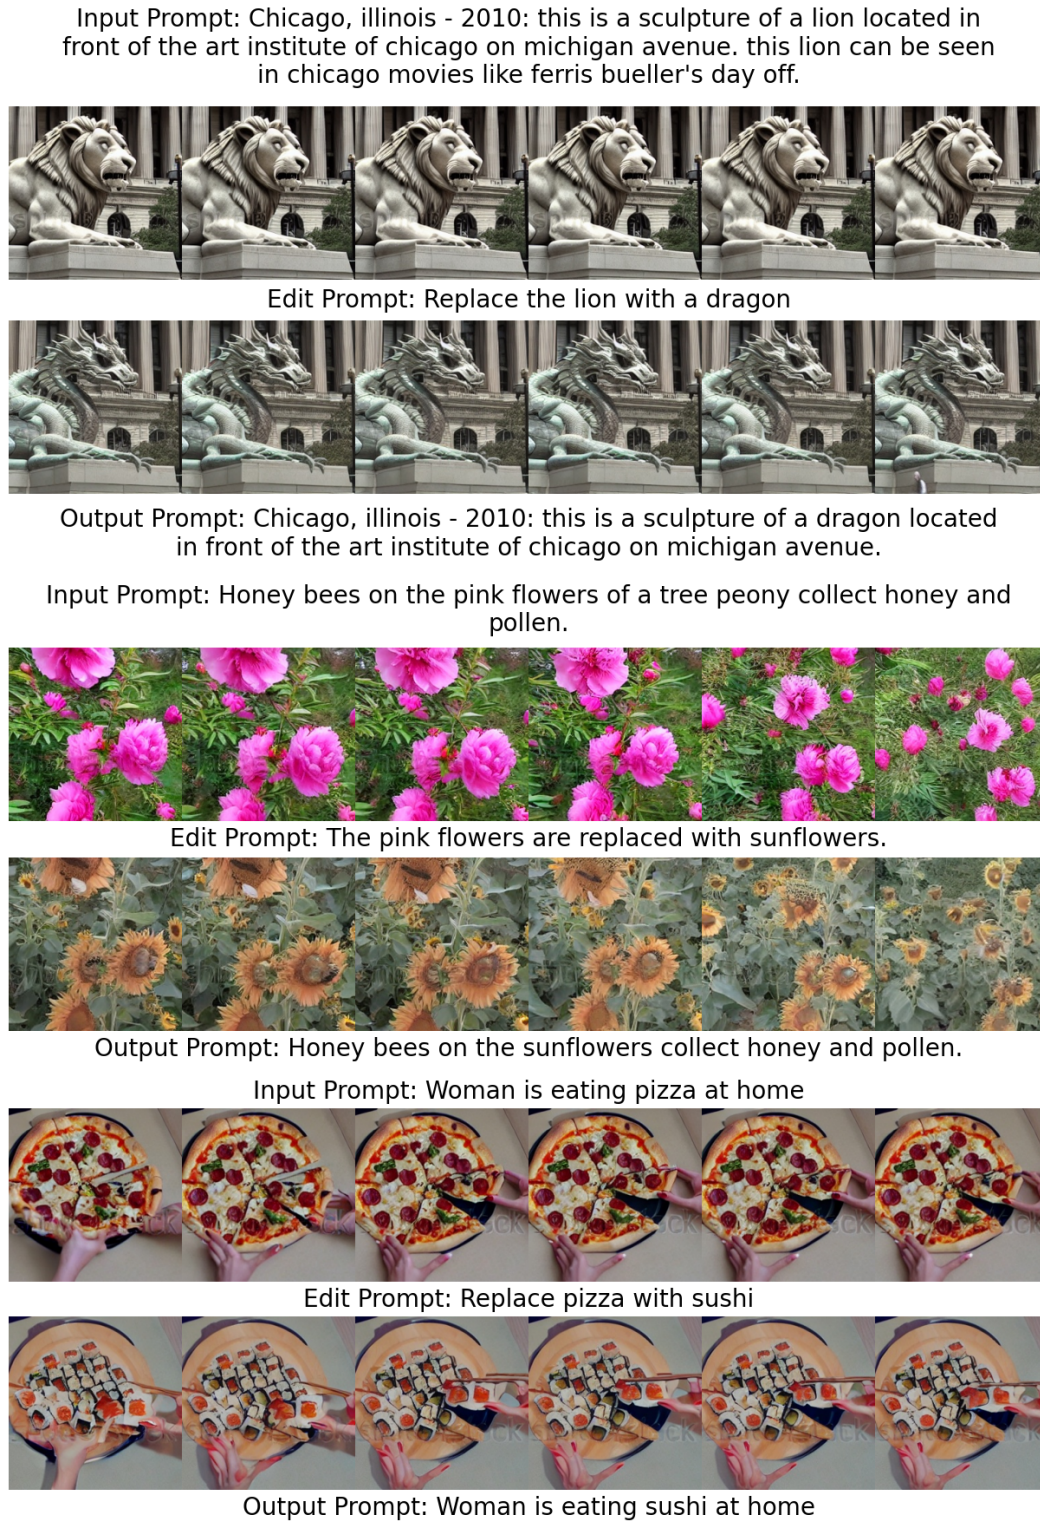 Input Prompt: Chicago, illinois - 2010: this is a sculpture of a lion located in
front of the art institute of chicago on michigan avenue. this lion can be seen
in chicago movies like ferris bueller's day off.
Edit Prompt: Replace the lion with a dragon
Output Prompt: Chicago, illinois - 2010: this is a sculpture of a dragon located
in front of the art institute of chicago on michigan avenue.
Input Prompt: Honey bees on the pink flowers of a tree peony collect honey and
pollen.
Edit Prompt: The pink flowers are replaced with sunflowers.
Output Prompt: Honey bees on the sunflowers collect honey and pollen.
Input Prompt: Woman is eating pizza at home
Edit Prompt: Replace pizza with sushi
Output Prompt: Woman is eating sushi at home